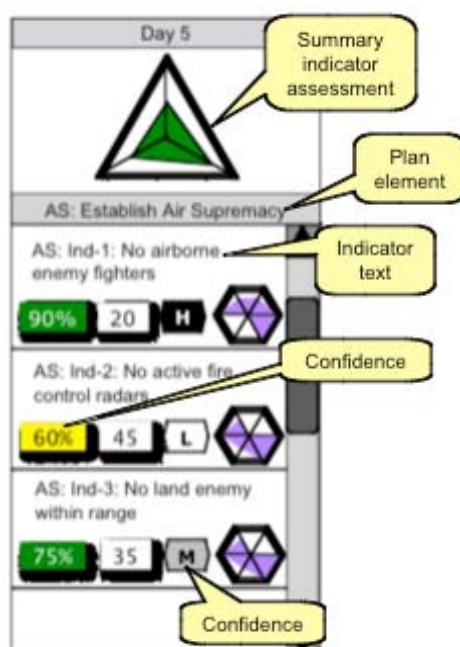 Day 5
Summary
indicator
assessment
Plan
element
AS: Establish Air Supremacy
AS: Ind-1: No airborne
enemy fighters
Indicator
text
90% 20 H
Confidence
AS: Ind-2: No active fire
control radars
60% 45 L
AS: Ind-3: No land enemy
within range
75% 35 M
Confidence